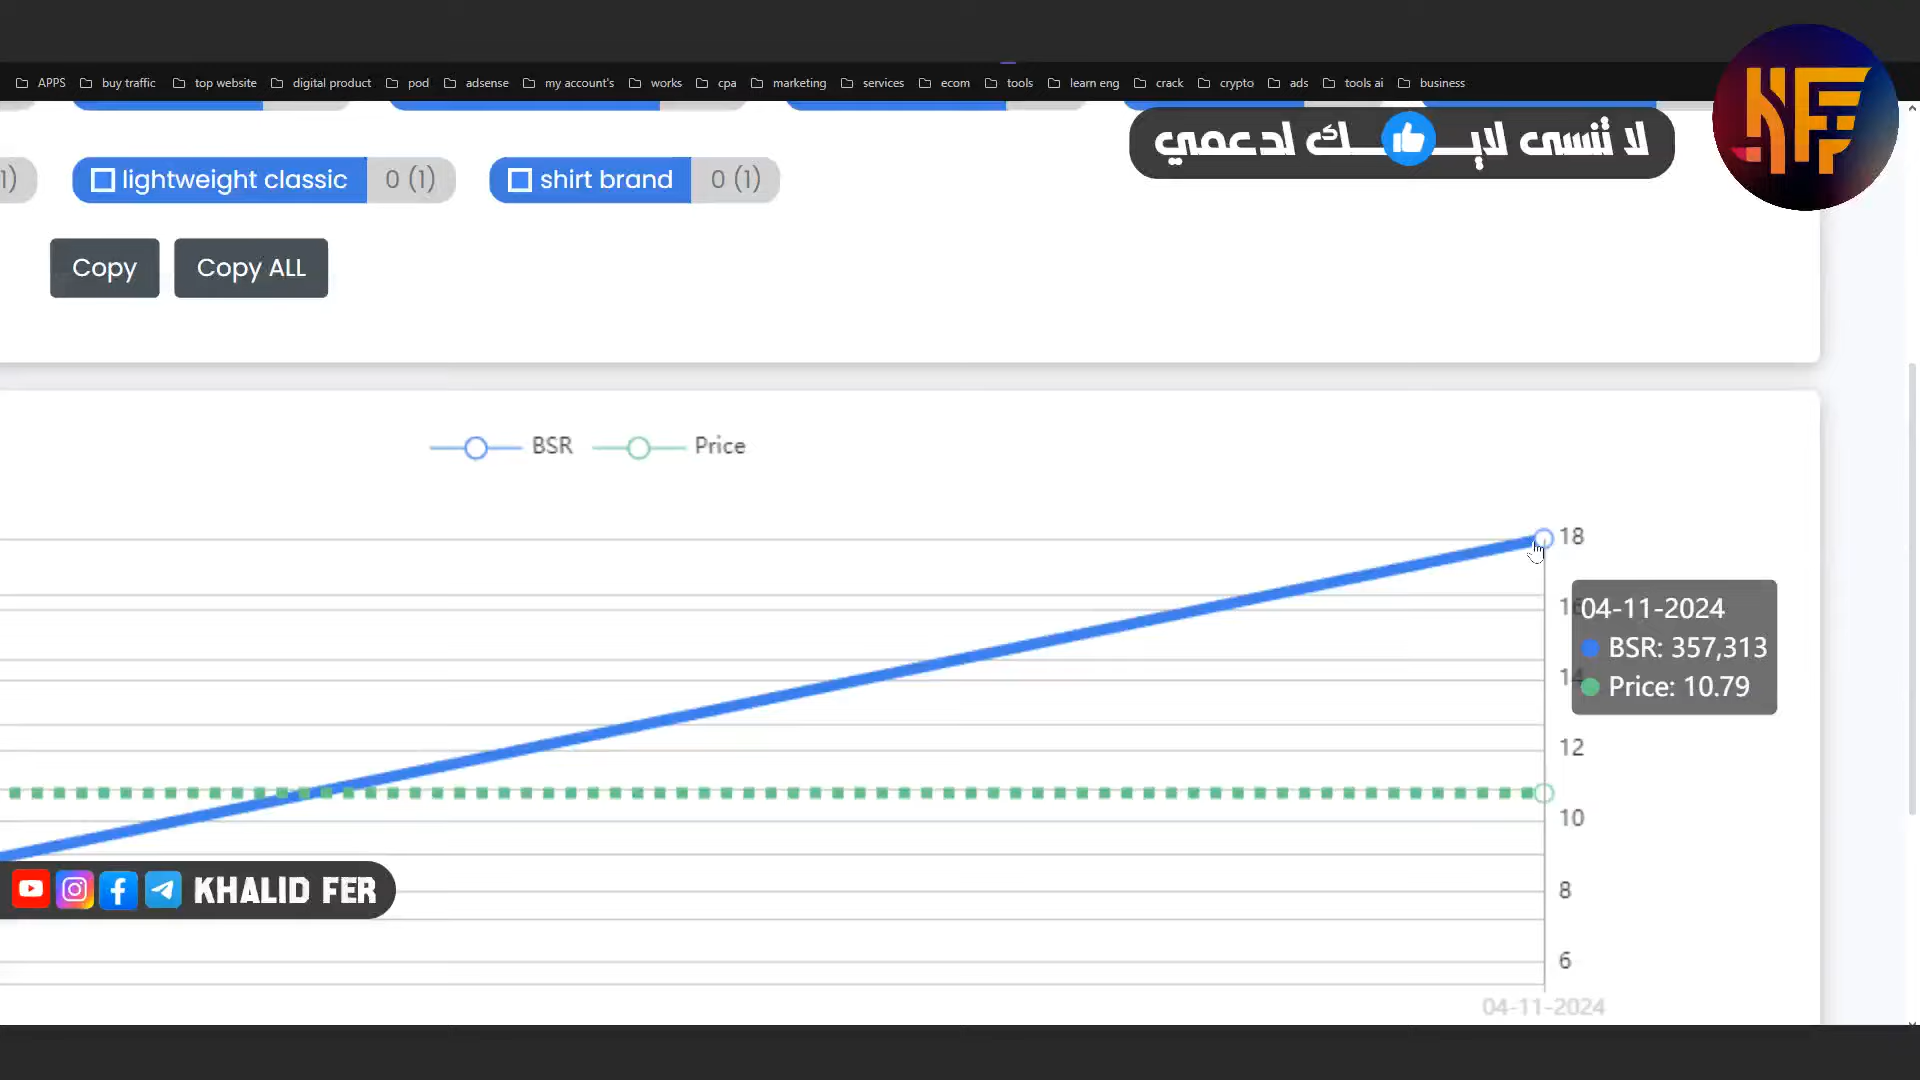 APPS buy traffic top website digital product pod adsense my account's works cpa marketing services ecom tools learn eng crack crypto ads tools ai business
لا تنسى لايـــك لدعمي
KF
1) lightweight classic 0 (1) shirt brand 0 (1)
Copy Copy ALL
BSR Price
18
16
04-11-2024
BSR: 357,313
14
Price: 10.79
12
10
8
6
04-11-2024
KHALID FER